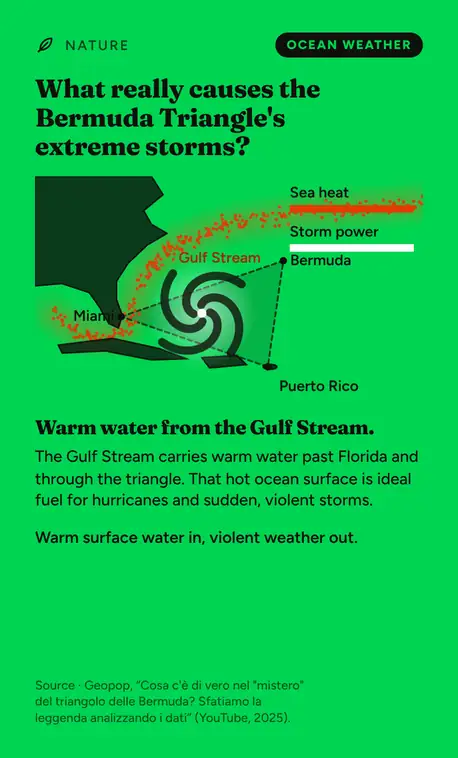 NATURE
OCEAN WEATHER
What really causes the
Bermuda Triangle's
extreme storms?
Sea heat
Storm power
Gulf Stream
Bermuda
Miami
Puerto Rico
Warm water from the Gulf Stream.
The Gulf Stream carries warm water past Florida and
through the triangle. That hot ocean surface is ideal
fuel for hurricanes and sudden, violent storms.
Warm surface water in, violent weather out.
Source · Geopop, “Cosa c'è di vero nel "mistero"
del triangolo delle Bermuda? Sfatiamo la
leggenda analizzando i dati” (YouTube, 2025).